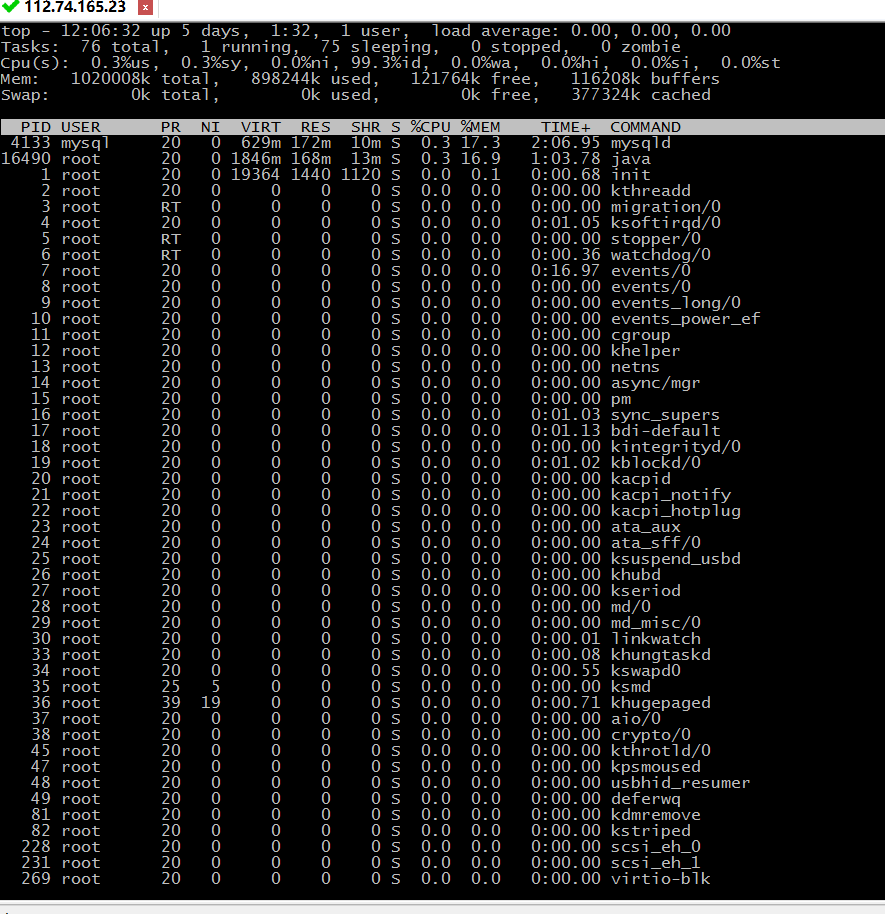 112.74.165.23 x
top - 12:06:32 up 5 days,  1:32,  1 user,  load average: 0.00, 0.00, 0.00
Tasks:  76 total,   1 running,  75 sleeping,   0 stopped,   0 zombie
Cpu(s):  0.3%us,  0.3%sy,  0.0%ni, 99.3%id,  0.0%wa,  0.0%hi,  0.0%si,  0.0%st
Mem:   1020008k total,   898244k used,   121764k free,   116208k buffers
Swap:        0k total,        0k used,        0k free,   377324k cached
PID USER      PR  NI  VIRT  RES  SHR S %CPU %MEM    TIME+  COMMAND
4133 mysql     20   0  629m 172m  10m S  0.3 17.3   2:06.95 mysqld
16490 root      20   0 1846m 168m  13m S  0.3 16.9   1:03.78 java
1 root      20   0 19364 1440 1120 S  0.0  0.1   0:00.68 init
2 root      20   0     0    0    0 S  0.0  0.0   0:00.00 kthreadd
3 root      RT   0     0    0    0 S  0.0  0.0   0:00.00 migration/0
4 root      20   0     0    0    0 S  0.0  0.0   0:01.05 ksoftirqd/0
5 root      RT   0     0    0    0 S  0.0  0.0   0:00.00 stopper/0
6 root      RT   0     0    0    0 S  0.0  0.0   0:00.36 watchdog/0
7 root      20   0     0    0    0 S  0.0  0.0   0:16.97 events/0
8 root      20   0     0    0    0 S  0.0  0.0   0:00.00 events/0
9 root      20   0     0    0    0 S  0.0  0.0   0:00.00 events_long/0
10 root      20   0     0    0    0 S  0.0  0.0   0:00.00 events_power_ef
11 root      20   0     0    0    0 S  0.0  0.0   0:00.00 cgroup
12 root      20   0     0    0    0 S  0.0  0.0   0:00.00 khelper
13 root      20   0     0    0    0 S  0.0  0.0   0:00.00 netns
14 root      20   0     0    0    0 S  0.0  0.0   0:00.00 async/mgr
15 root      20   0     0    0    0 S  0.0  0.0   0:00.00 pm
16 root      20   0     0    0    0 S  0.0  0.0   0:01.03 sync_supers
17 root      20   0     0    0    0 S  0.0  0.0   0:01.13 bdi-default
18 root      20   0     0    0    0 S  0.0  0.0   0:00.00 kintegrityd/0
19 root      20   0     0    0    0 S  0.0  0.0   0:01.02 kblockd/0
20 root      20   0     0    0    0 S  0.0  0.0   0:00.00 kacpid
21 root      20   0     0    0    0 S  0.0  0.0   0:00.00 kacpi_notify
22 root      20   0     0    0    0 S  0.0  0.0   0:00.00 kacpi_hotplug
23 root      20   0     0    0    0 S  0.0  0.0   0:00.00 ata_aux
24 root      20   0     0    0    0 S  0.0  0.0   0:00.00 ata_sff/0
25 root      20   0     0    0    0 S  0.0  0.0   0:00.00 ksuspend_usbd
26 root      20   0     0    0    0 S  0.0  0.0   0:00.00 khubd
27 root      20   0     0    0    0 S  0.0  0.0   0:00.00 kseriod
28 root      20   0     0    0    0 S  0.0  0.0   0:00.00 md/0
29 root      20   0     0    0    0 S  0.0  0.0   0:00.00 md_misc/0
30 root      20   0     0    0    0 S  0.0  0.0   0:00.01 linkwatch
33 root      20   0     0    0    0 S  0.0  0.0   0:00.08 khungtaskd
34 root      20   0     0    0    0 S  0.0  0.0   0:00.55 kswapd0
35 root      25   5     0    0    0 S  0.0  0.0   0:00.00 ksmd
36 root      39  19     0    0    0 S  0.0  0.0   0:00.71 khugepaged
37 root      20   0     0    0    0 S  0.0  0.0   0:00.00 aio/0
38 root      20   0     0    0    0 S  0.0  0.0   0:00.00 crypto/0
45 root      20   0     0    0    0 S  0.0  0.0   0:00.00 kthrotld/0
47 root      20   0     0    0    0 S  0.0  0.0   0:00.00 kpsmoused
48 root      20   0     0    0    0 S  0.0  0.0   0:00.00 usbhid_resumer
49 root      20   0     0    0    0 S  0.0  0.0   0:00.00 deferwq
81 root      20   0     0    0    0 S  0.0  0.0   0:00.00 kdmremove
82 root      20   0     0    0    0 S  0.0  0.0   0:00.00 kstriped
228 root      20   0     0    0    0 S  0.0  0.0   0:00.00 scsi_eh_0
231 root      20   0     0    0    0 S  0.0  0.0   0:00.00 scsi_eh_1
269 root      20   0     0    0    0 S  0.0  0.0   0:00.00 virtio-blk